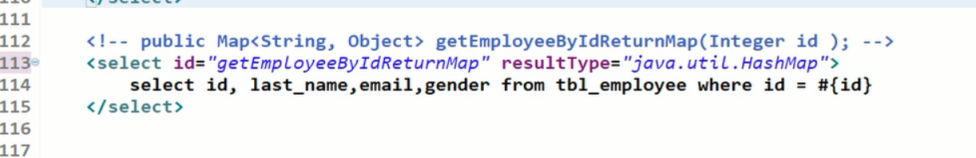 110 </select>
111
112 <!-- public Map<String, Object> getEmployeeByIdReturnMap(Integer id ); -->
113 <select id="getEmployeeByIdReturnMap" resultType="java.util.HashMap">
114 select id, last_name,email,gender from tbl_employee where id = #{id}
115 </select>
116
117